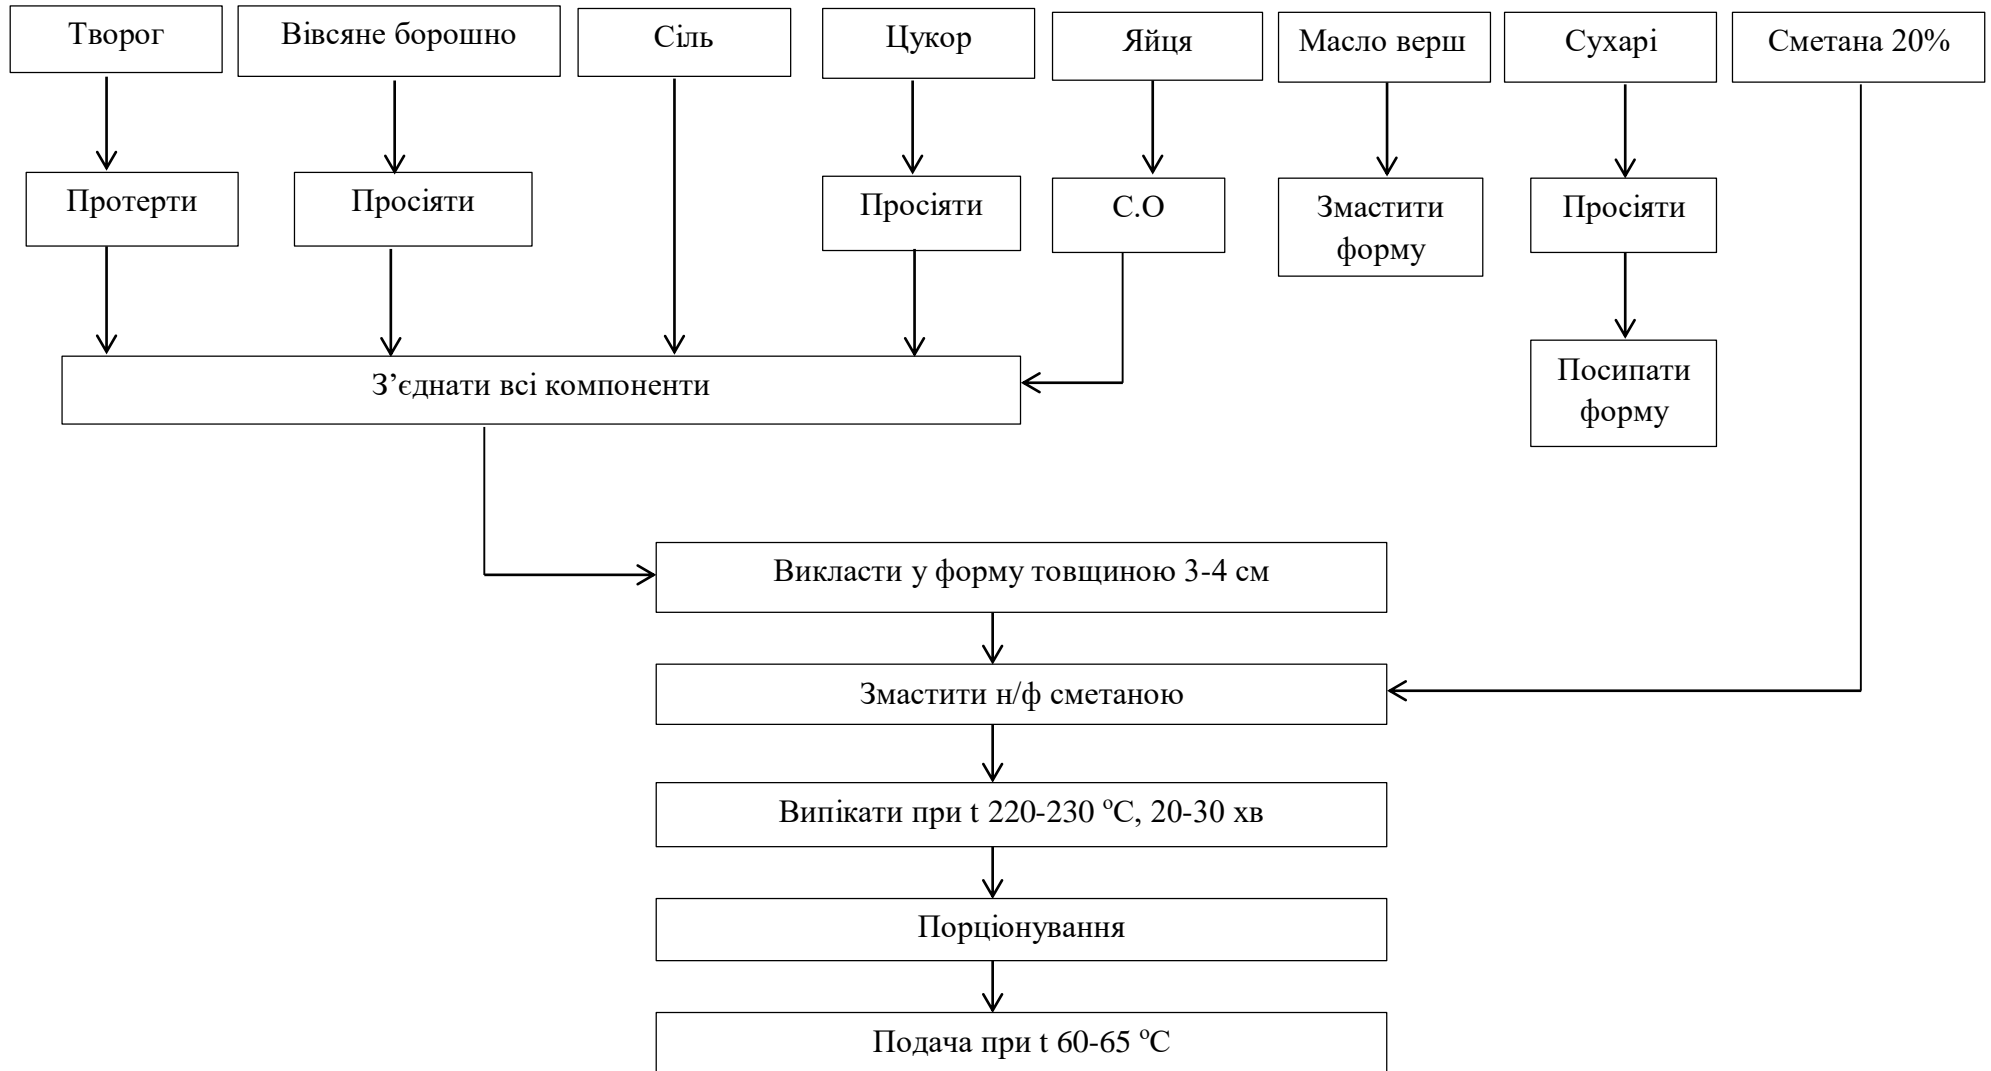 Творог
Вівсяне борошно
Сіль
Цукор
Яйця
Масло верш
Сухарі
Сметана 20%
Протерти
Просіяти
Просіяти
С.О
Змастити
форму
Просіяти
Посипати
форму
З’єднати всі компоненти
Викласти у форму товщиною 3-4 см
Змастити н/ф сметаною
Випікати при t 220-230 ºС, 20-30 хв
Порціонування
Подача при t 60-65 ºС